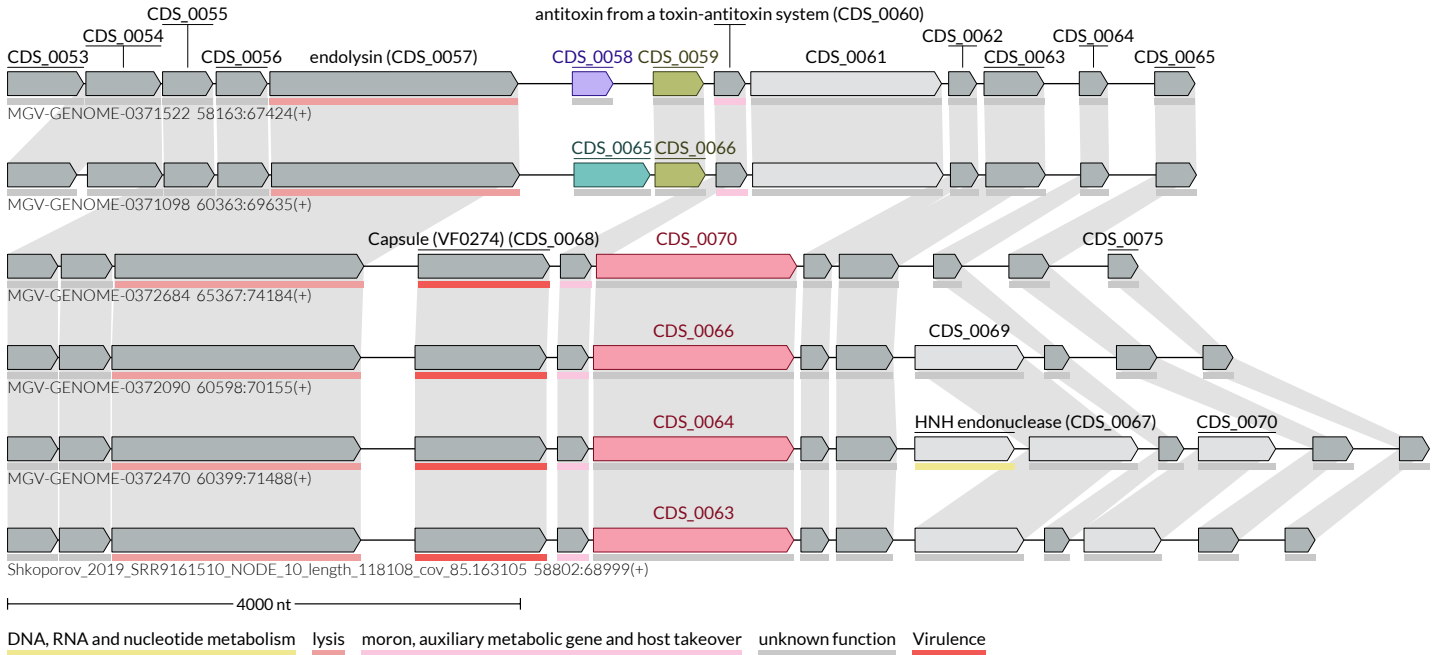 CDS_0055 antitoxin from a toxin-antitoxin system (CDS_0060)
CDS_0054 CDS_0062 CDS_0064
CDS_0053 CDS_0056 endolysin (CDS_0057) CDS_0058 CDS_0059 CDS_0061 CDS_0063 CDS_0065
MGV-GENOME-0371522 58163:67424(+)
CDS_0065 CDS_0066
MGV-GENOME-0371098 60363:69635(+)
Capsule (VF0274) (CDS_0068) CDS_0070 CDS_0075
MGV-GENOME-0372684 65367:74184(+)
CDS_0066 CDS_0069
MGV-GENOME-0372090 60598:70155(+)
CDS_0064 HNH endonuclease (CDS_0067) CDS_0070
MGV-GENOME-0372470 60399:71488(+)
CDS_0063
Shkoporov_2019_SRR9161510_NODE_10_length_118108_cov_85.163105 58802:68999(+)
4000 nt
DNA, RNA and nucleotide metabolism lysis moron, auxiliary metabolic gene and host takeover unknown function Virulence